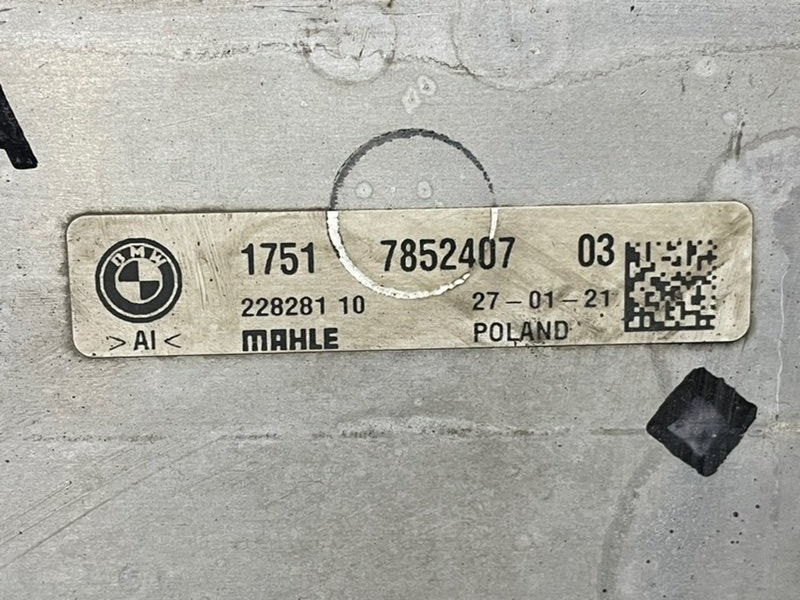 BMW
1751 7852407 03
228281 10 27-01-21
>AI< MAHLE POLAND